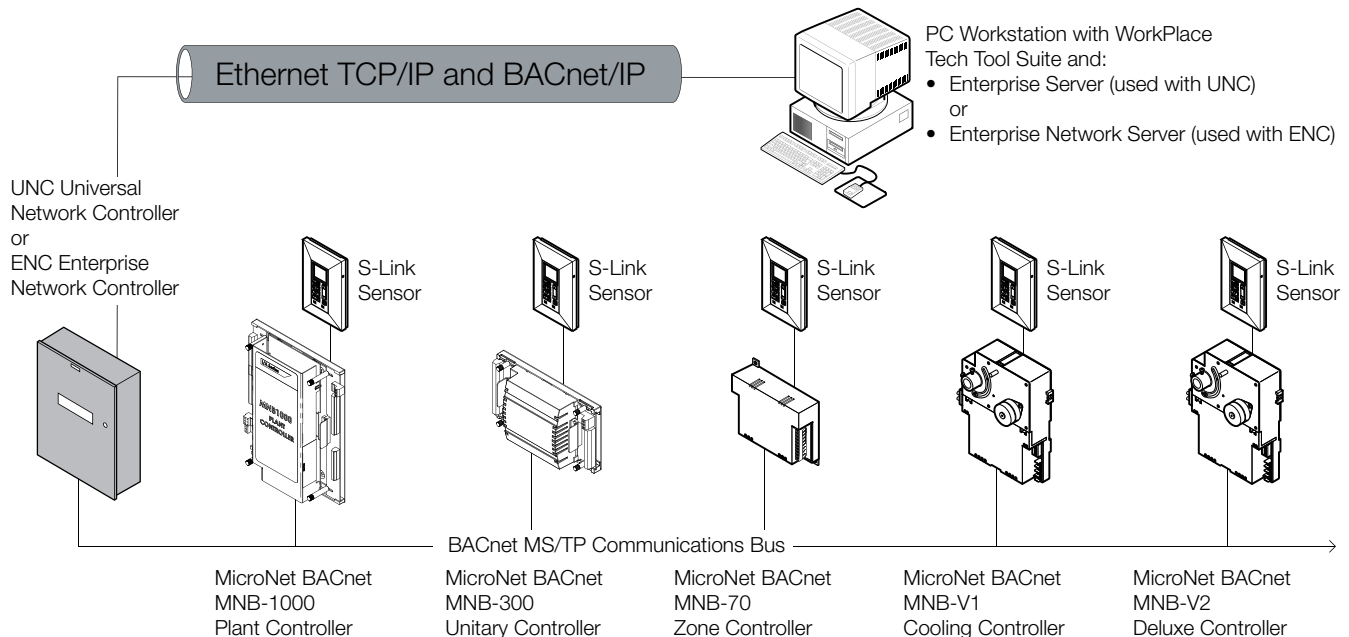 Ethernet TCP/IP and BACnet/IP
PC Workstation with WorkPlace
Tech Tool Suite and:
• Enterprise Server (used with UNC)
or
• Enterprise Network Server (used with ENC)
UNC Universal
Network Controller
or
ENC Enterprise
Network Controller
S-Link
Sensor
S-Link
Sensor
S-Link
Sensor
S-Link
Sensor
S-Link
Sensor
MNB1000
PLANT
CONTROLLER
BACnet MS/TP Communications Bus
MicroNet BACnet
MNB-1000
Plant Controller
MicroNet BACnet
MNB-300
Unitary Controller
MicroNet BACnet
MNB-70
Zone Controller
MicroNet BACnet
MNB-V1
Cooling Controller
MicroNet BACnet
MNB-V2
Deluxe Controller